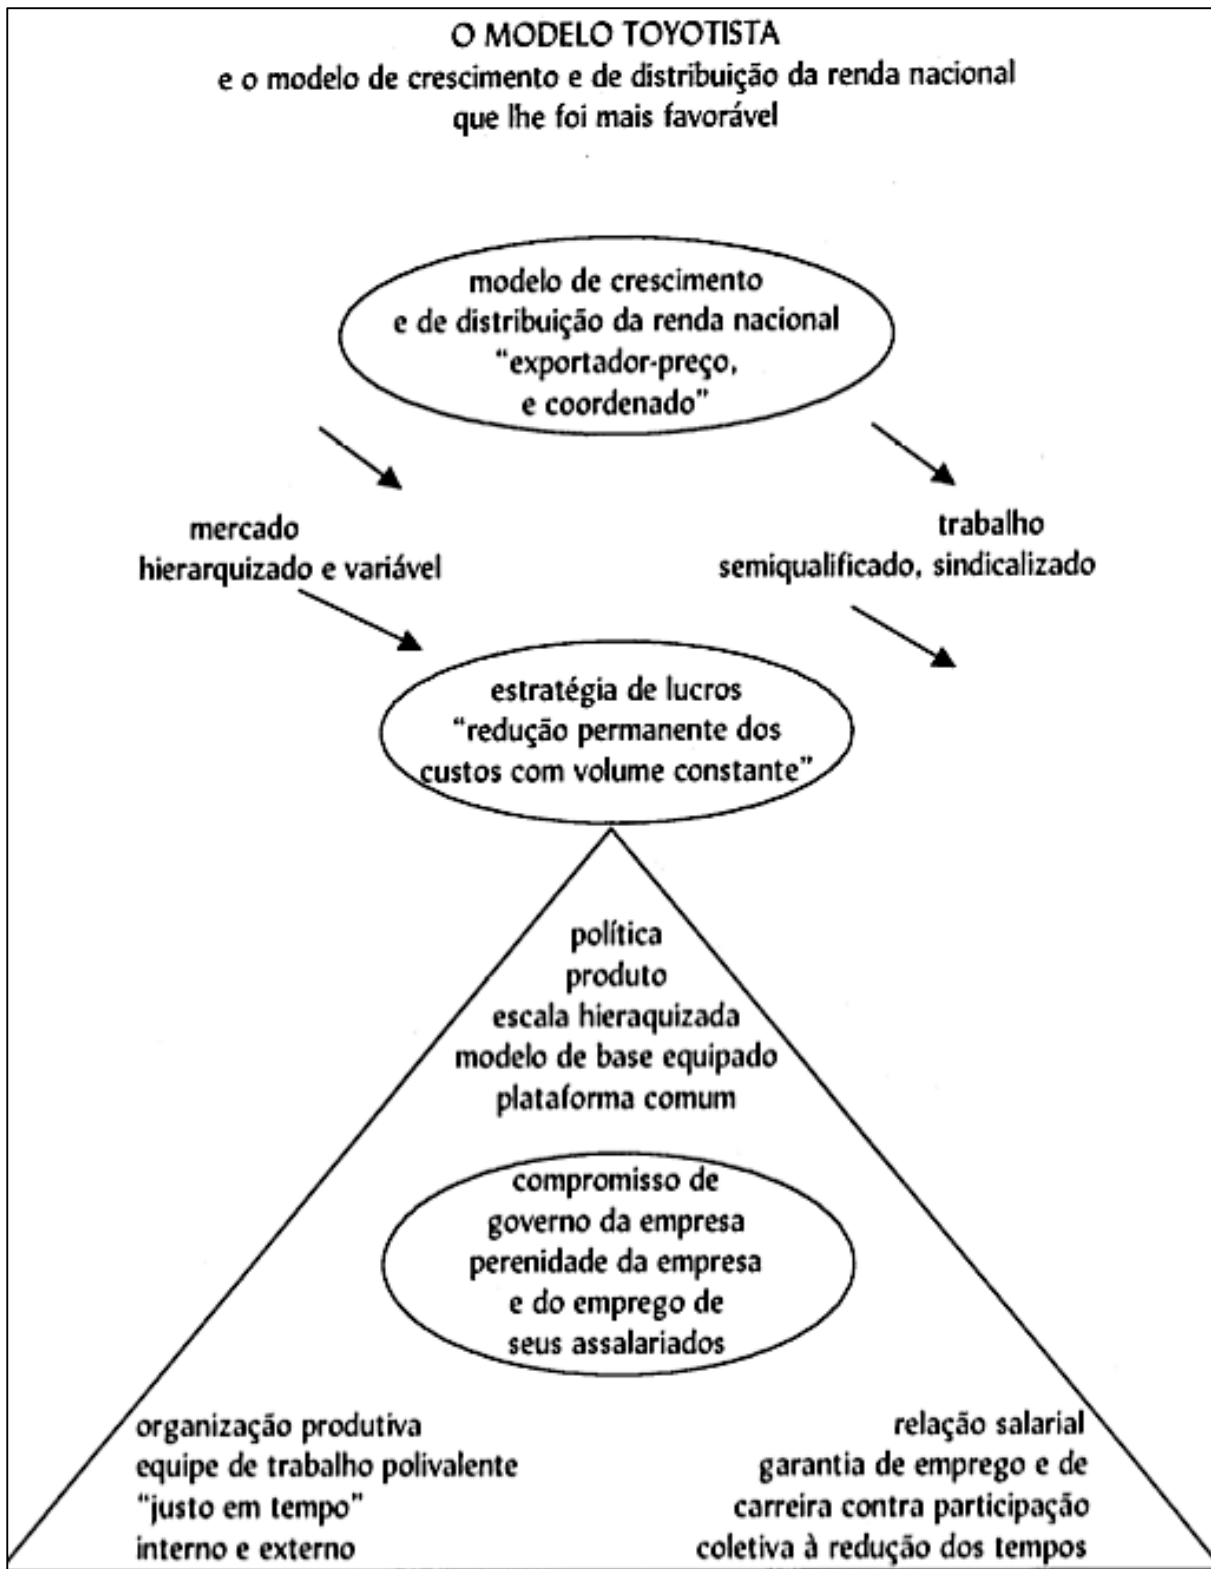 O MODELO TOYOTISTA
e o modelo de crescimento e de distribuição da renda nacional
que lhe foi mais favorável
modelo de crescimento
e de distribuição da renda nacional
“exportador-preço,
e coordenado”
mercado
hierarquizado e variável
trabalho
semiqualificado, sindicalizado
estratégia de lucros
“redução permanente dos
custos com volume constante”
política
produto
escala hieraquizada
modelo de base equipado
plataforma comum
compromisso de
governo da empresa
perenidade da empresa
e do emprego de
seus assalariados
organização produtiva
equipe de trabalho polivalente
“justo em tempo”
interno e externo
relação salarial
garantia de emprego e de
carreira contra participação
coletiva à redução dos tempos